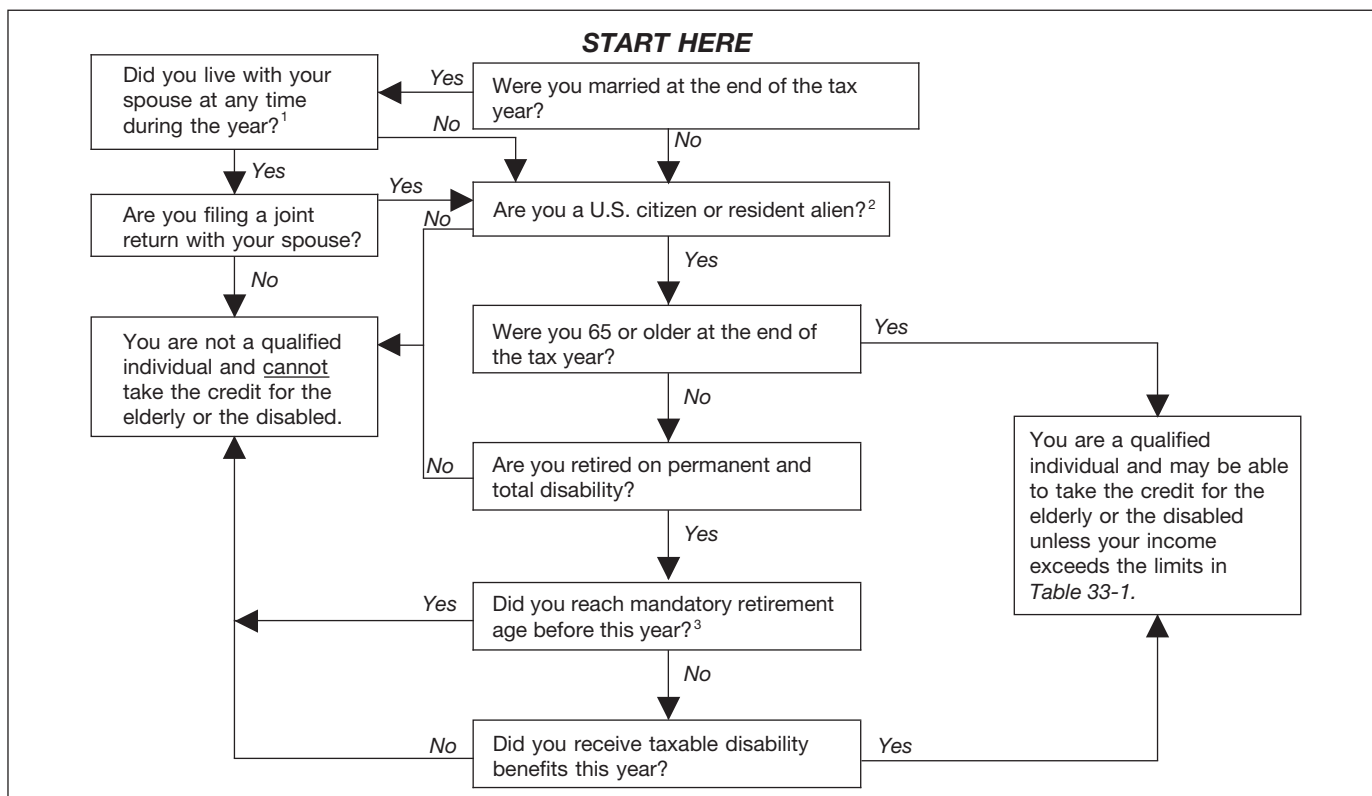 START HERE
Did you live with your
spouse at any time
during the year?1
Yes
Were you married at the end of the tax
year?
No
No
Yes
Are you filing a joint
return with your spouse?
Yes
Are you a U.S. citizen or resident alien?2
No
No
Yes
You are not a qualified
individual and cannot
take the credit for the
elderly or the disabled.
Were you 65 or older at the end of
the tax year?
Yes
No
You are a qualified
individual and may be able
to take the credit for the
elderly or the disabled
unless your income
exceeds the limits in
Table 33-1.
No
Are you retired on permanent and
total disability?
Yes
Yes
Did you reach mandatory retirement
age before this year?3
No
No
Did you receive taxable disability
benefits this year?
Yes